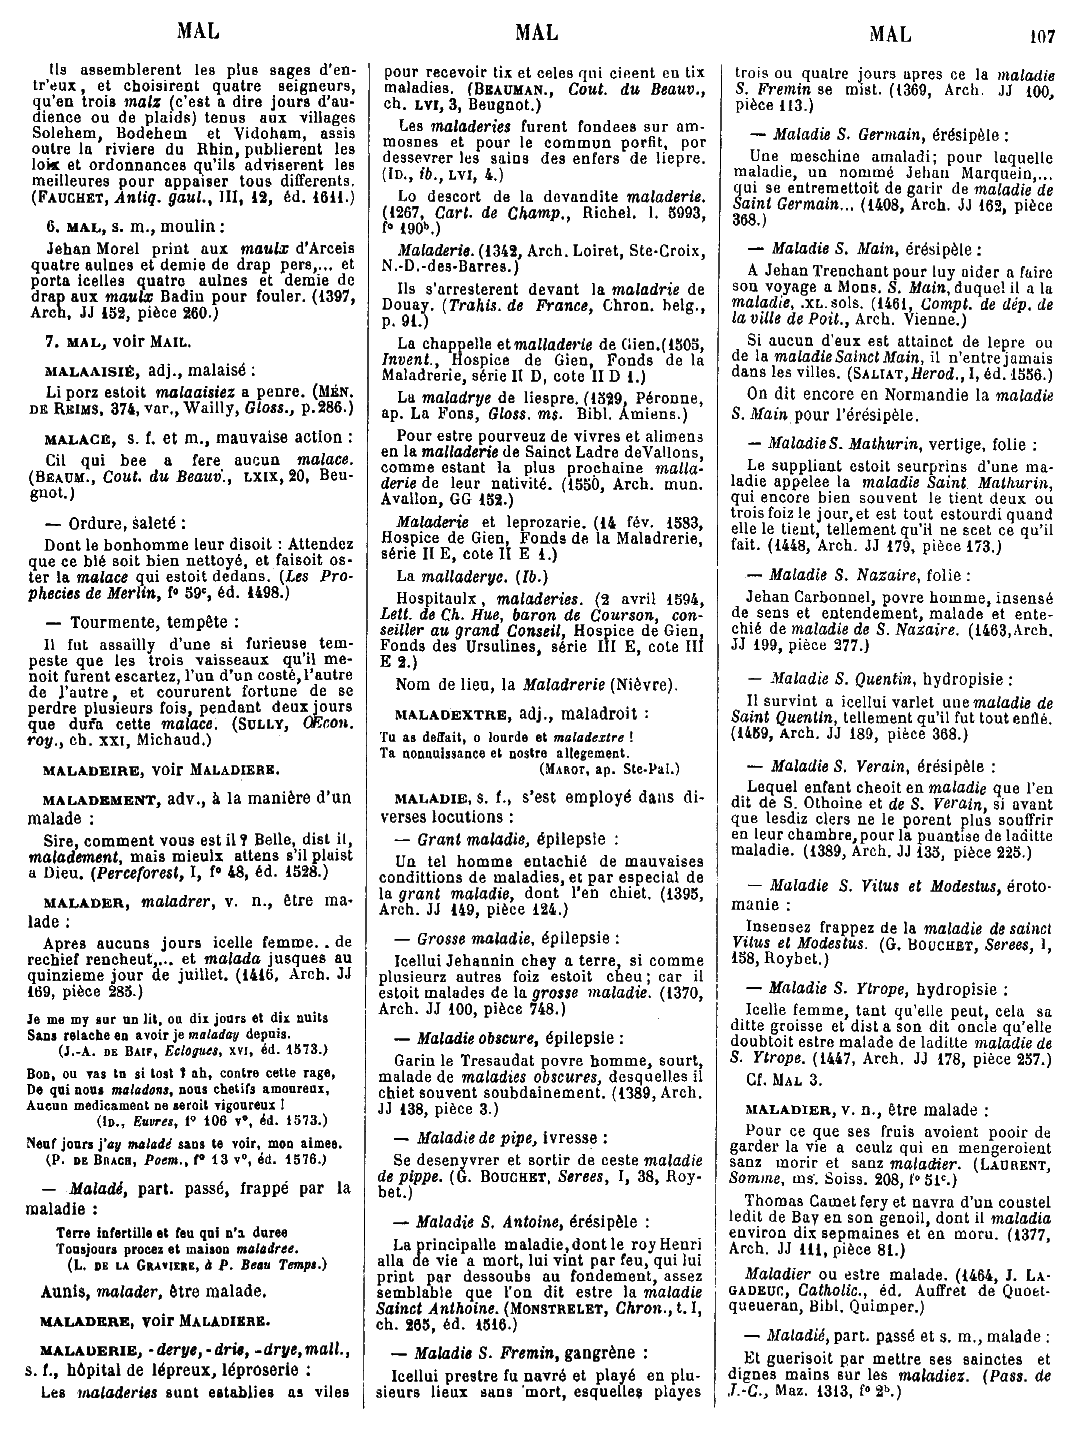 MAL
MAL
MAL
107
Ils assemblerent les plus sages d'en-
tr'eux, et choisirent quatre seigneurs,
qu'en trois malz (c'est a dire jours d'au-
dience ou de plaids) tenus aux villages
Solehem, Bodehem et Vidoham, assis
outre la riviere du Rhin, publierent les
loix et ordonnances qu'ils adviserent les
meilleures pour appaiser tous differents.
(FAUCHET, Antiq. gaul., III, 12, éd. 1611.)
6. MAL, s. m., moulin :
Jehan Morel print aux maulx d'Arceis
quatre aulnes et demie de drap pers,... et
porta icelles quatre aulnes et demie de
drap aux maulx Badin pour fouler. (1397,
Arch. JJ 152, pièce 260.)
7. MAL, voir MAIL.
MALAAISIÉ, adj., malaisé :
Li porz estoit malaaisiez a penre. (MÉN.
DE REIMS, 374, var., Wailly, Gloss., p.286.)
MALACE, s. f. et m., mauvaise action :
Cil qui bee a fere aucun malace.
(BEAUM., Cout. du Beauv., LXIX, 20, Beu-
gnot.)
— Ordure, saleté :
Dont le bonhomme leur disoit : Attendez
que ce blé soit bien nettoyé, et faisoit os-
ter la malace qui estoit dedans. (Les Pro-
phecies de Merlin, f° 59ᶜ, éd. 1498.)
— Tourmente, tempête :
Il fut assailly d'une si furieuse tem-
peste que les trois vaisseaux qu'il me-
noit furent escartez, l'un d'un costé, l'autre
de l'autre, et coururent fortune de se
perdre plusieurs fois, pendant deux jours
que dura cette malace. (SULLY, Œcon.
roy., ch. XXI, Michaud.)
MALADEIRE, voir MALADIERE.
MALADEMENT, adv., à la manière d'un
malade :
Sire, comment vous est il ? Belle, dist il,
maladement, mais mieulx attens s'il plaist
a Dieu. (Perceforest, I, f° 48, éd. 1528.)
MALADER, maladrer, v. n., être ma-
lade :
Apres aucuns jours icelle femme.. de
rechief rencheut,... et malada jusques au
quinzieme jour de juillet. (1416, Arch. JJ
169, pièce 285.)
Je me my sur un lit, ou dix jours et dix nuits
Sans relache en avoir je maladay depuis.
(J.-A. DE BAIF, Eclogues, XVI, éd. 1573.)
Bon, ou vas tu si tost ? ah, contre cette rage,
De qui nous maladons, nous chetifs amoureux,
Aucun medicament ne seroit vigoureux !
(ID., Euvres, f° 106 v°, éd. 1573.)
Neuf jours j'ay maladé sans te voir, mon aimee.
(P. DE BRACH, Poem., f° 13 v°, éd. 1576.)
— Maladé, part. passé, frappé par la
maladie :
Terre infertille et feu qui n'a duree
Tousjours procez et maison maladree.
(L. DE LA GRAVIERE, à P. Beau Temps.)
Aunis, malader, être malade.
MALADERE, voir MALADIERE.
MALADERIE, -derye, -drie, -drye, mall.,
s. f., hôpital de lépreux, léproserie :
Les maladeries sunt establies as viles
pour recevoir tix et celes qui cieent en tix
maladies. (BEAUMAN., Cout. du Beauv.,
ch. LVI, 3, Beugnot.)
Les maladeries furent fondees sur am-
mosnes et pour le commun porfit, por
dessevrer les sains des enfers de liepre.
(ID., ib., LVI, 4.)
Lo descort de la devandite maladerie.
(1267, Cart. de Champ., Richel. l. 5993,
f° 190ᵇ.)
Maladerie. (1342, Arch. Loiret, Ste-Croix,
N.-D.-des-Barres.)
Ils s'arresterent devant la maladrie de
Douay. (Trahis. de France, Chron. belg.,
p. 91.)
La chappelle et malladerie de Gien. (1505,
Invent., Hospice de Gien, Fonds de la
Maladrerie, série II D, cote II D 1.)
La maladrye de liespre. (1529, Péronne,
ap. La Fons, Gloss. ms. Bibl. Amiens.)
Pour estre pourveuz de vivres et alimens
en la malladerie de Sainct Ladre de Vallons,
comme estant la plus prochaine malla-
derie de leur nativité. (1550, Arch. mun.
Avallon, GG 152.)
Maladerie et leprozarie. (14 fév. 1583,
Hospice de Gien, Fonds de la Maladrerie,
série II E, cote II E 1.)
La malladerye. (Ib.)
Hospitaulx, maladeries. (2 avril 1594,
Lett. de Ch. Hue, baron de Courson, con-
seiller au grand Conseil, Hospice de Gien,
Fonds des Ursulines, série III E, cote III
E 2.)
Nom de lieu, la Maladrerie (Nièvre).
MALADEXTRE, adj., maladroit :
Tu as deffait, o lourde et maladextre !
Ta nonnuissance et nostre allegement.
(MAROT, ap. Ste-Pal.)
MALADIE, s. f., s'est employé dans di-
verses locutions :
— Grant maladie, épilepsie :
Un tel homme entachié de mauvaises
condittions de maladies, et par especial de
la grant maladie, dont l'en chiet. (1395,
Arch. JJ 149, pièce 124.)
— Grosse maladie, épilepsie :
Icellui Jehannin chey a terre, si comme
plusieurz autres foiz estoit cheu ; car il
estoit malades de la grosse maladie. (1370,
Arch. JJ 100, pièce 748.)
— Maladie obscure, épilepsie :
Garin le Tresaudat povre homme, sourt,
malade de maladies obscures, desquelles il
chiet souvent soubdainement. (1389, Arch.
JJ 138, pièce 3.)
— Maladie de pipe, ivresse :
Se desenyvrer et sortir de ceste maladie
de pippe. (G. BOUCHET, Serees, I, 38, Roy-
bet.)
— Maladie S. Antoine, érésipèle :
La principalle maladie, dont le roy Henri
alla de vie a mort, lui vint par feu, qui lui
print par dessoubs au fondement, assez
semblable que l'on dit estre la maladie
Sainct Anthoine. (MONSTRELET, Chron., t. I,
ch. 265, éd. 1516.)
— Maladie S. Fremin, gangrène :
Icellui prestre fu navré et playé en plu-
sieurs lieux sans mort, esquelles playes
trois ou quatre jours apres ce la maladie
S. Fremin se mist. (1369, Arch. JJ 100,
pièce 113.)
— Maladie S. Germain, érésipèle :
Une meschine amaladi ; pour laquelle
maladie, un nommé Jehan Marquein,...
qui se entremettoit de garir de maladie de
Saint Germain... (1408, Arch. JJ 162, pièce
368.)
— Maladie S. Main, érésipèle :
A Jehan Trenchant pour luy aider a faire
son voyage a Mons. S. Main, duquel il a la
maladie, .XL. sols. (1461, Compt. de dép. de
la ville de Poit., Arch. Vienne.)
Si aucun d'eux est attainct de lepre ou
de la maladie Sainct Main, il n'entre jamais
dans les villes. (SALIAT, Herod., I, éd. 1556.)
On dit encore en Normandie la maladie
S. Main pour l'érésipèle.
— Maladie S. Mathurin, vertige, folie :
Le suppliant estoit seurprins d'une ma-
ladie appelee la maladie Saint Mathurin,
qui encore bien souvent le tient deux ou
trois foiz le jour, et est tout estourdi quand
elle le tient, tellement qu'il ne scet ce qu'il
fait. (1448, Arch. JJ 179, pièce 173.)
— Maladie S. Nazaire, folie :
Jehan Carbonnel, povre homme, insensé
de sens et entendement, malade et ente-
chié de maladie de S. Nazaire. (1463, Arch.
JJ 199, pièce 277.)
— Maladie S. Quentin, hydropisie :
Il survint a icellui varlet une maladie de
Saint Quentin, tellement qu'il fut tout enflé.
(1459, Arch. JJ 189, pièce 368.)
— Maladie S. Verain, érésipèle :
Lequel enfant cheoit en maladie que l'en
dit de S. Othoine et de S. Verain, si avant
que lesdiz clers ne le porent plus souffrir
en leur chambre, pour la puantise de laditte
maladie. (1389, Arch. JJ 135, pièce 225.)
— Maladie S. Vitus et Modestus, éroto-
manie :
Insensez frappez de la maladie de sainct
Vitus et Modestus. (G. BOUCHET, Serees, I,
158, Roybet.)
— Maladie S. Ytrope, hydropisie :
Icelle femme, tant qu'elle peut, cela sa
ditte groisse et dist a son dit oncle qu'elle
doubtoit estre malade de laditte maladie de
S. Ytrope. (1447, Arch. JJ 178, pièce 257.)
Cf. MAL 3.
MALADIER, v. n., être malade :
Pour ce que ses fruis avoient pooir de
garder la vie a ceulz qui en mengeroient
sanz morir et sanz maladier. (LAURENT,
Somme, ms. Soiss. 208, f° 51ᶜ.)
Thomas Camet fery et navra d'un coustel
ledit de Bay en son genoil, dont il maladia
environ dix sepmaines et en moru. (1377,
Arch. JJ 111, pièce 81.)
Maladier ou estre malade. (1464, J. LA-
GADEUC, Catholic., éd. Auffret de Quoet-
queueran, Bibl. Quimper.)
— Maladié, part. passé et s. m., malade :
Et guerisoit par mettre ses sainctes et
dignes mains sur les maladiez. (Pass. de
J.-C., Maz. 1313, f° 2ᵇ.)